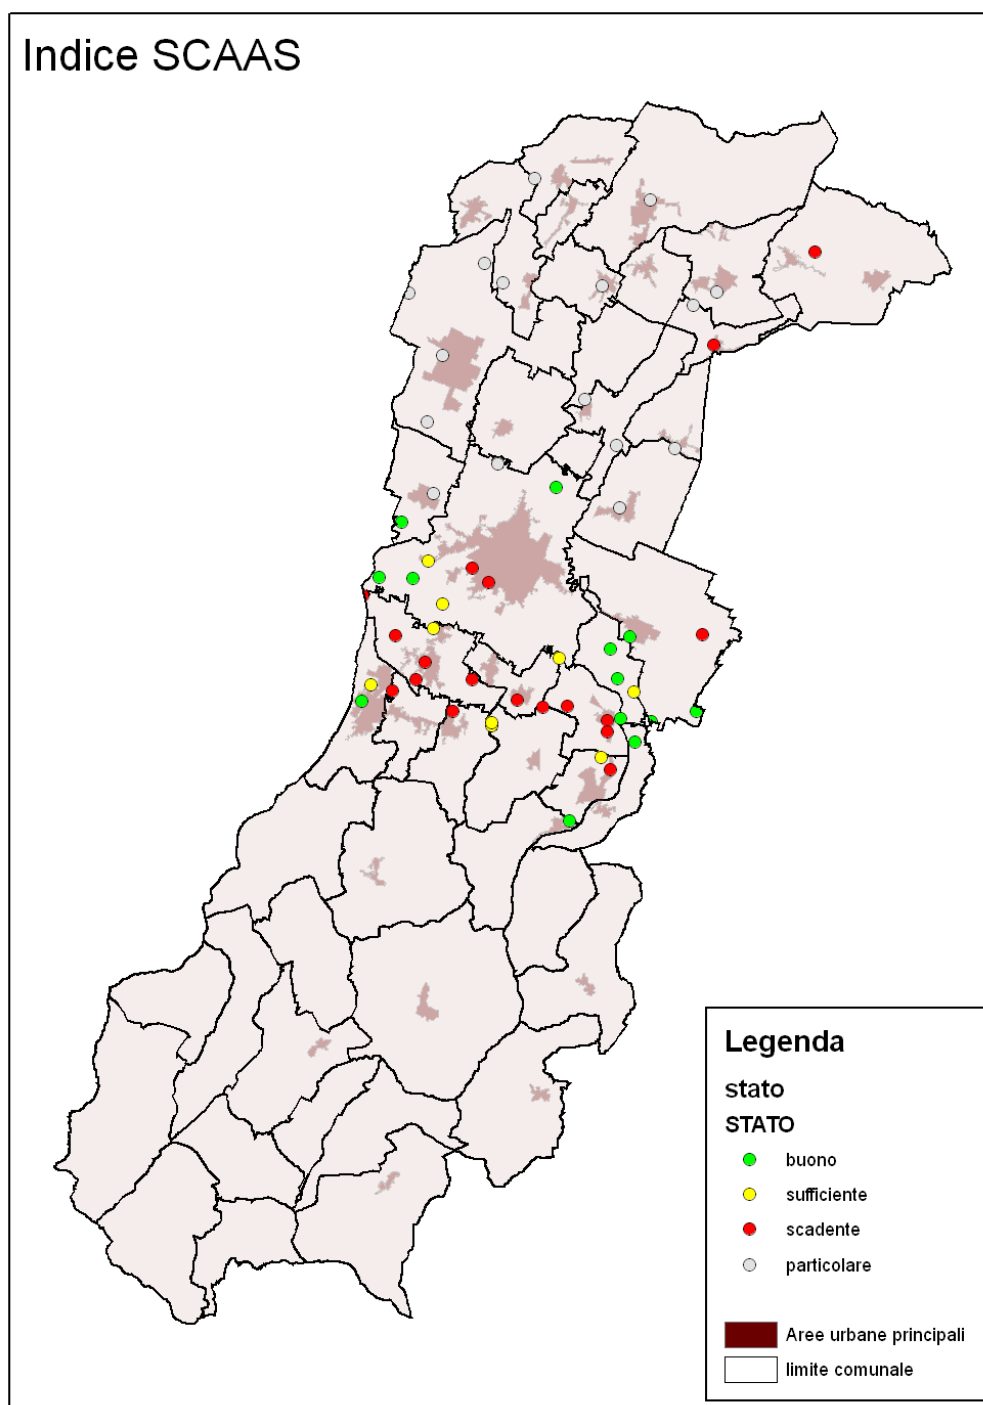 Indice SCAAS
Legenda
stato
STATO
buono
sufficiente
scadente
particolare
Aree urbane principali
limite comunale